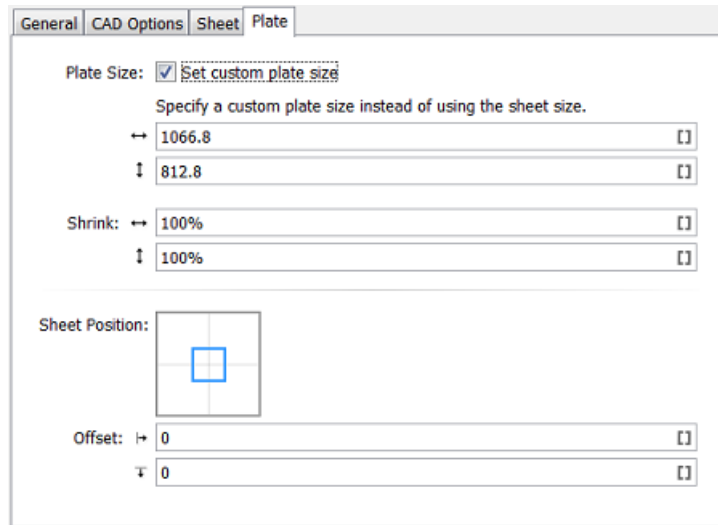 General CAD Options Sheet Plate
Plate Size: Set custom plate size
Specify a custom plate size instead of using the sheet size.
1066.8
812.8
Shrink: 100%
100%
Sheet Position:
Offset: 0
0